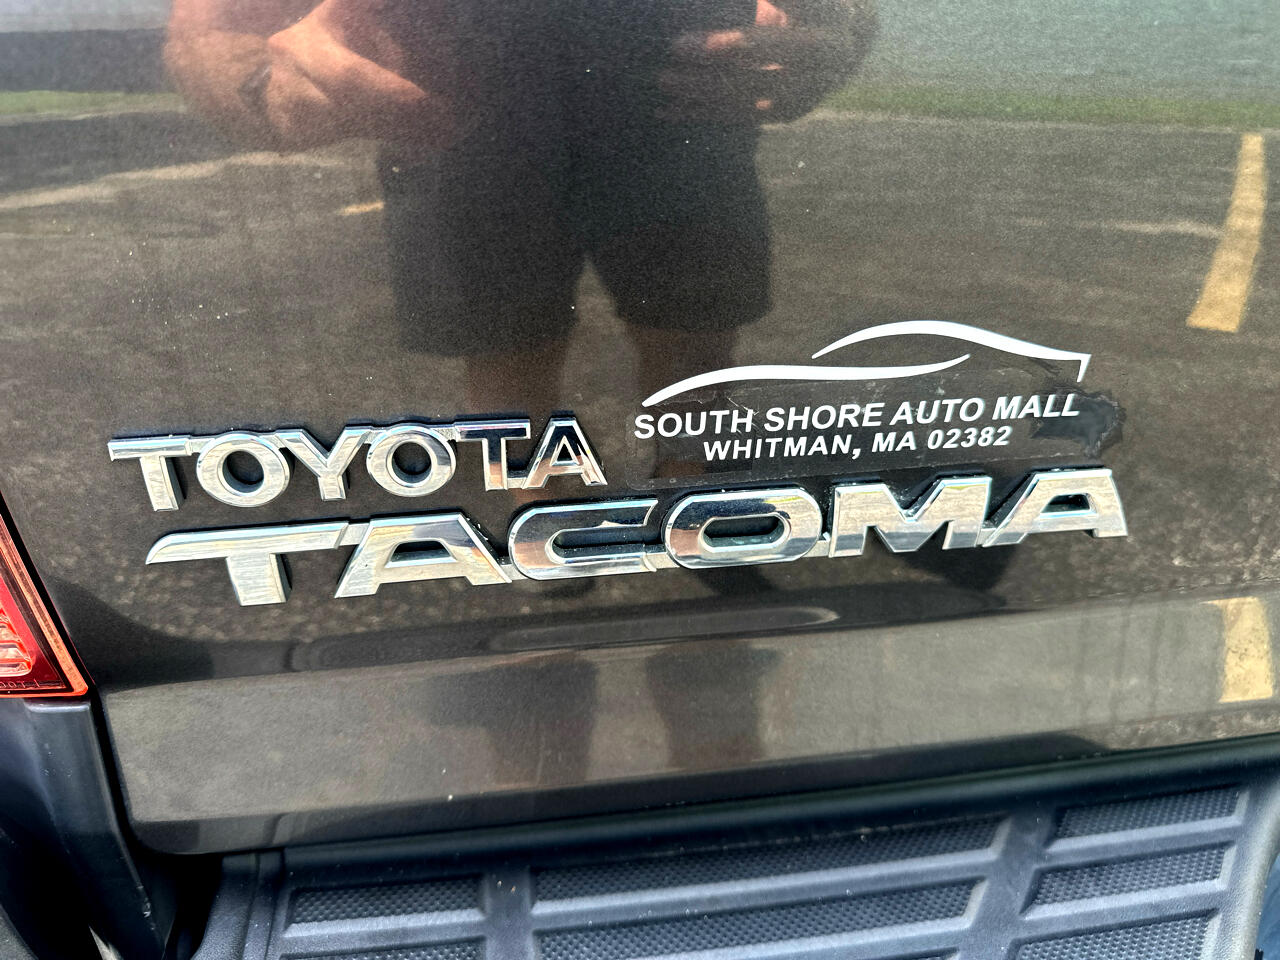 SOUTH SHORE AUTO MALL
WHITMAN, MA 02382
TOYOTA
TACOMA